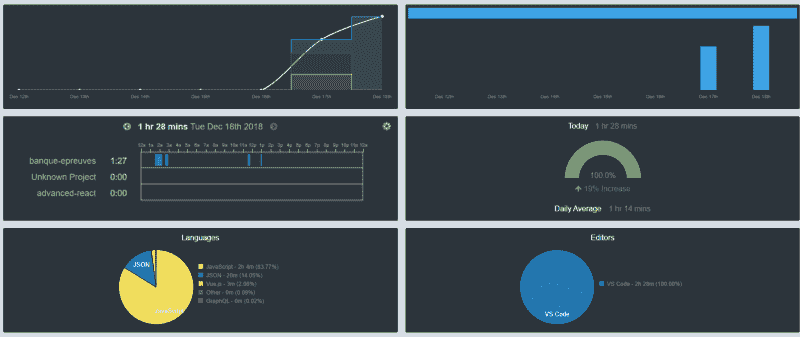 Dec 12th Dec 13th Dec 14th Dec 15th Dec 16th Dec 17th Dec 18th
Dec 12th Dec 13th Dec 14th Dec 15th Dec 16th Dec 17th Dec 18th
1 hr 28 mins Tue Dec 18th 2018
12a 1a 2a 3a 4a 5a 6a 7a 8a 9a 10a 11a 12p 1p 2p 3p 4p 5p 6p 7p 8p 9p 10p 11p 12a
banque-epreuves 1:27
Unknown Project 0:00
advanced-react 0:00
Today 1 hr 28 mins
100.0%
19% Increase
Daily Average 1 hr 14 mins
Languages
JSON
JavaScript - 2h 4m (83.77%)
JSON - 20m (14.05%)
Vue.js - 3m
Other - 0m
GraphQL - 0m (0.02%)
Editors
VS Code
VS Code - 2h 28m (100.00%)